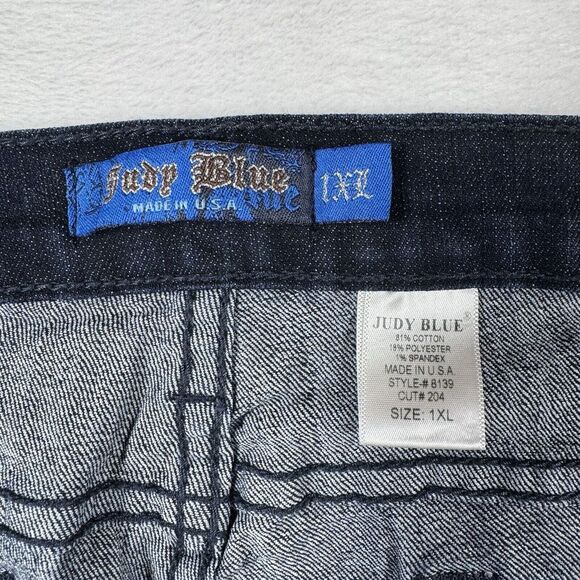 Judy Blue 1XL
MADE IN U.S.A
JUDY BLUE®
81% COTTON
18% POLYESTER
1% SPANDEX
MADE IN U.S.A
STYLE-# 8139
CUT# 204
SIZE: 1XL